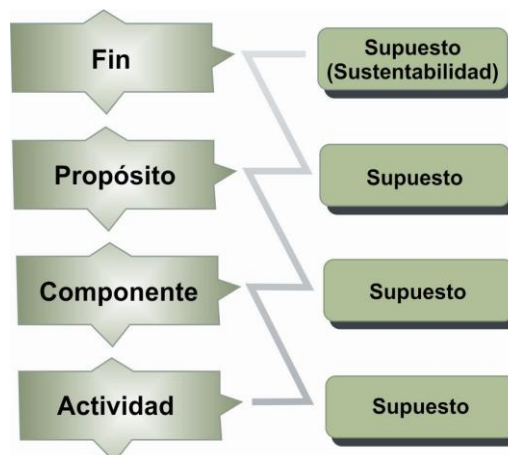 Fin
Supuesto
(Sustentabilidad)
Propósito
Supuesto
Componente
Supuesto
Actividad
Supuesto